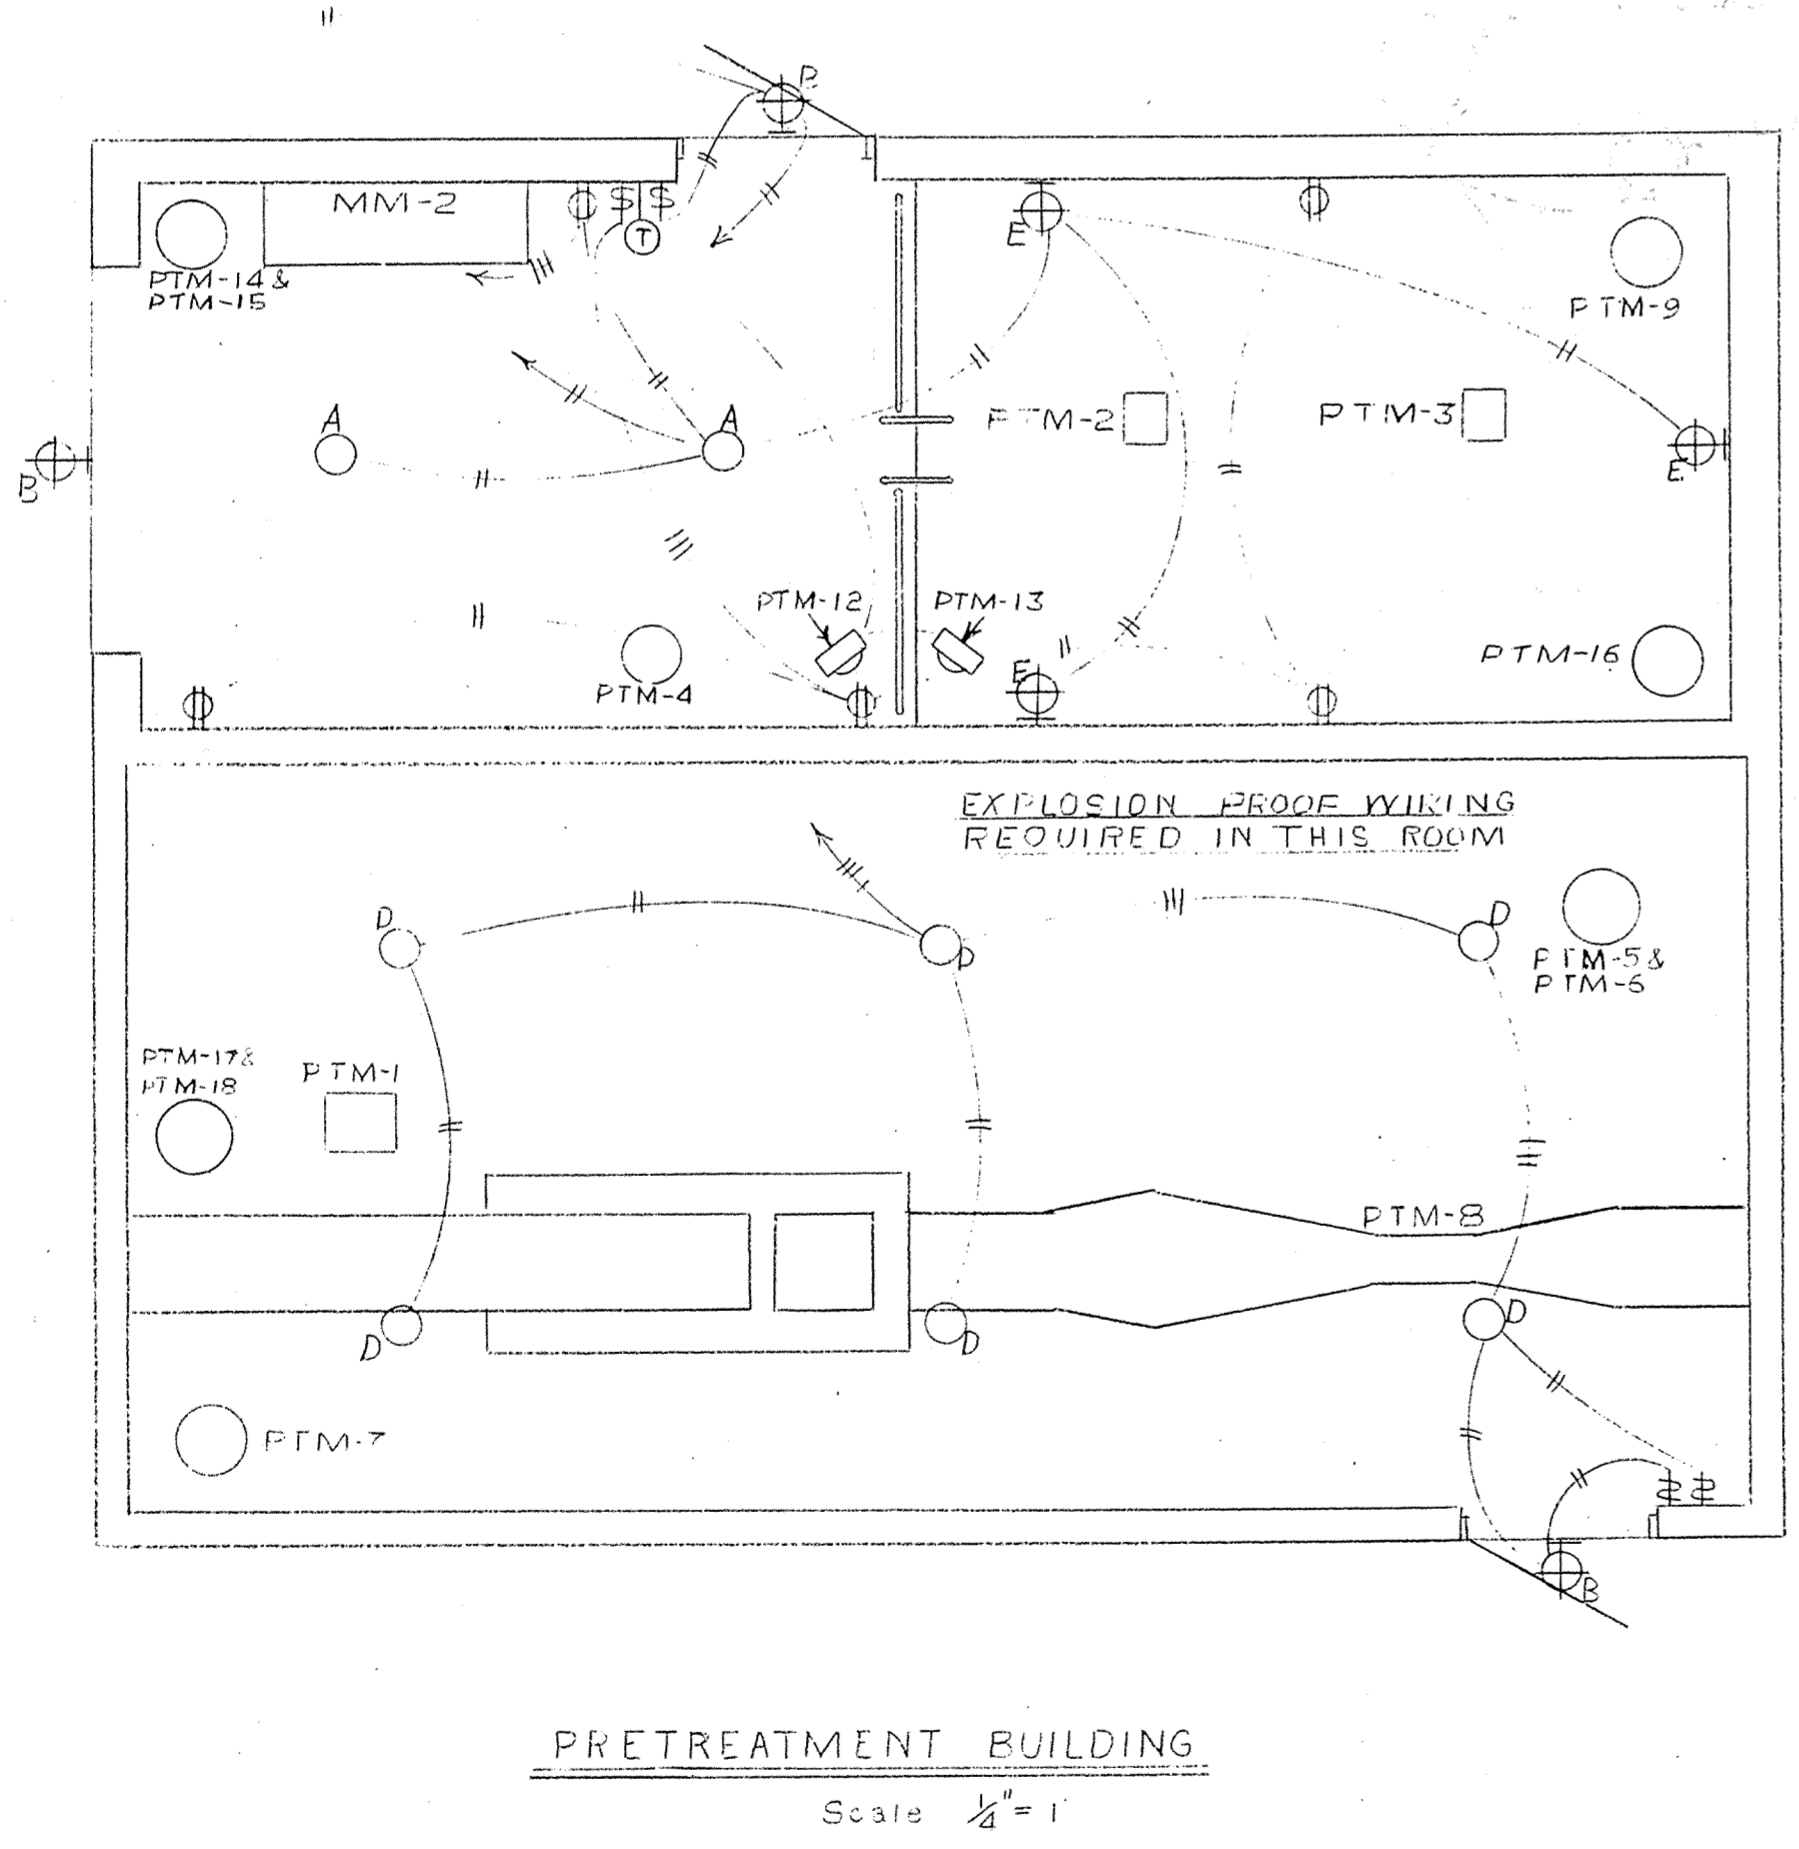 B
MM-2
$ $
T
PTM-14 &
PTM-15
E
PTM-9
A
A
PTM-2
PTM-3
B
E
PTM-12
PTM-13
PTM-4
E
PTM-16
EXPLOSION PROOF WIRING
REQUIRED IN THIS ROOM
D
D
D
PTM-5 &
PTM-6
PTM-17 &
PTM-18
PTM-1
PTM-8
D
D
D
PTM-7
B
PRETREATMENT BUILDING
Scale 1/4" = 1'